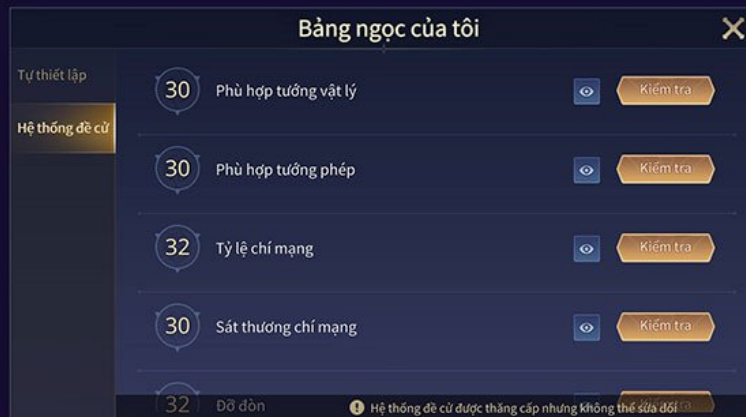 Bảng ngọc của tôi
Tự thiết lập
Hệ thống đề cử
30 Phù hợp tướng vật lý Kiểm tra
30 Phù hợp tướng phép Kiểm tra
32 Tỷ lệ chí mạng Kiểm tra
30 Sát thương chí mạng Kiểm tra
32 Đỡ đòn Kiểm tra
Hệ thống đề cử được thăng cấp nhưng không thể sửa đổi